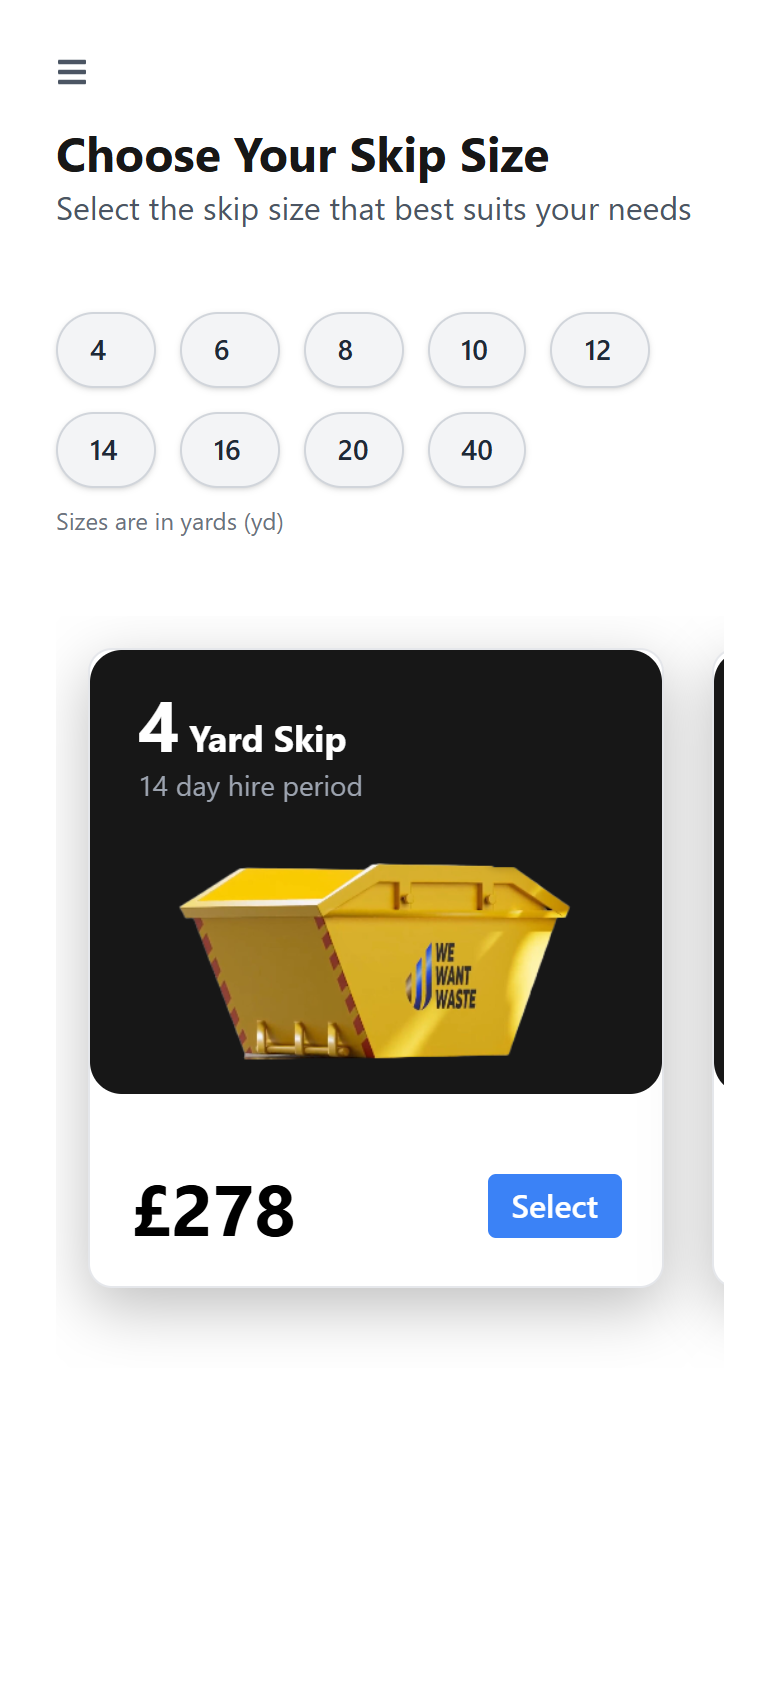 Choose Your Skip Size
Select the skip size that best suits your needs
4 6 8 10 12
14 16 20 40
Sizes are in yards (yd)
4 Yard Skip
14 day hire period
WE
WANT
WASTE
£278 Select